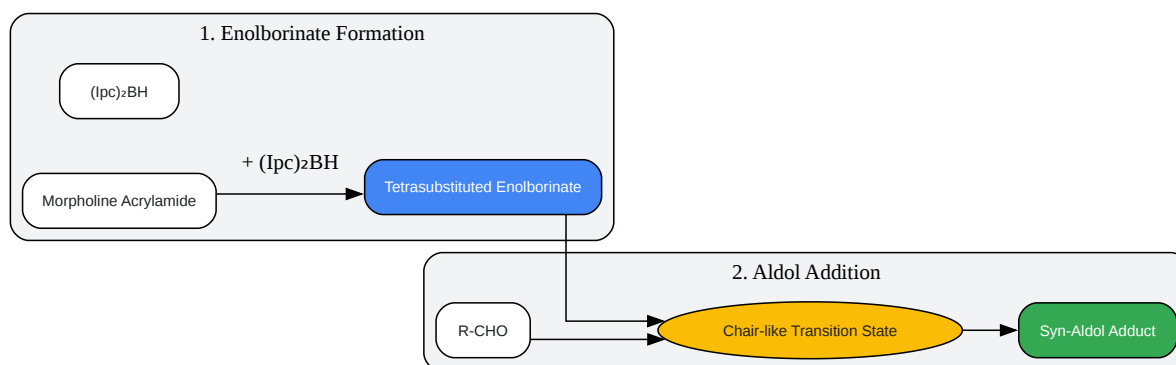 1. Enolborinate Formation
(Ipc)₂BH
+ (Ipc)₂BH
Morpholine Acrylamide
Tetrasubstituted Enolborinate
2. Aldol Addition
R-CHO
Chair-like Transition State
Syn-Aldol Adduct